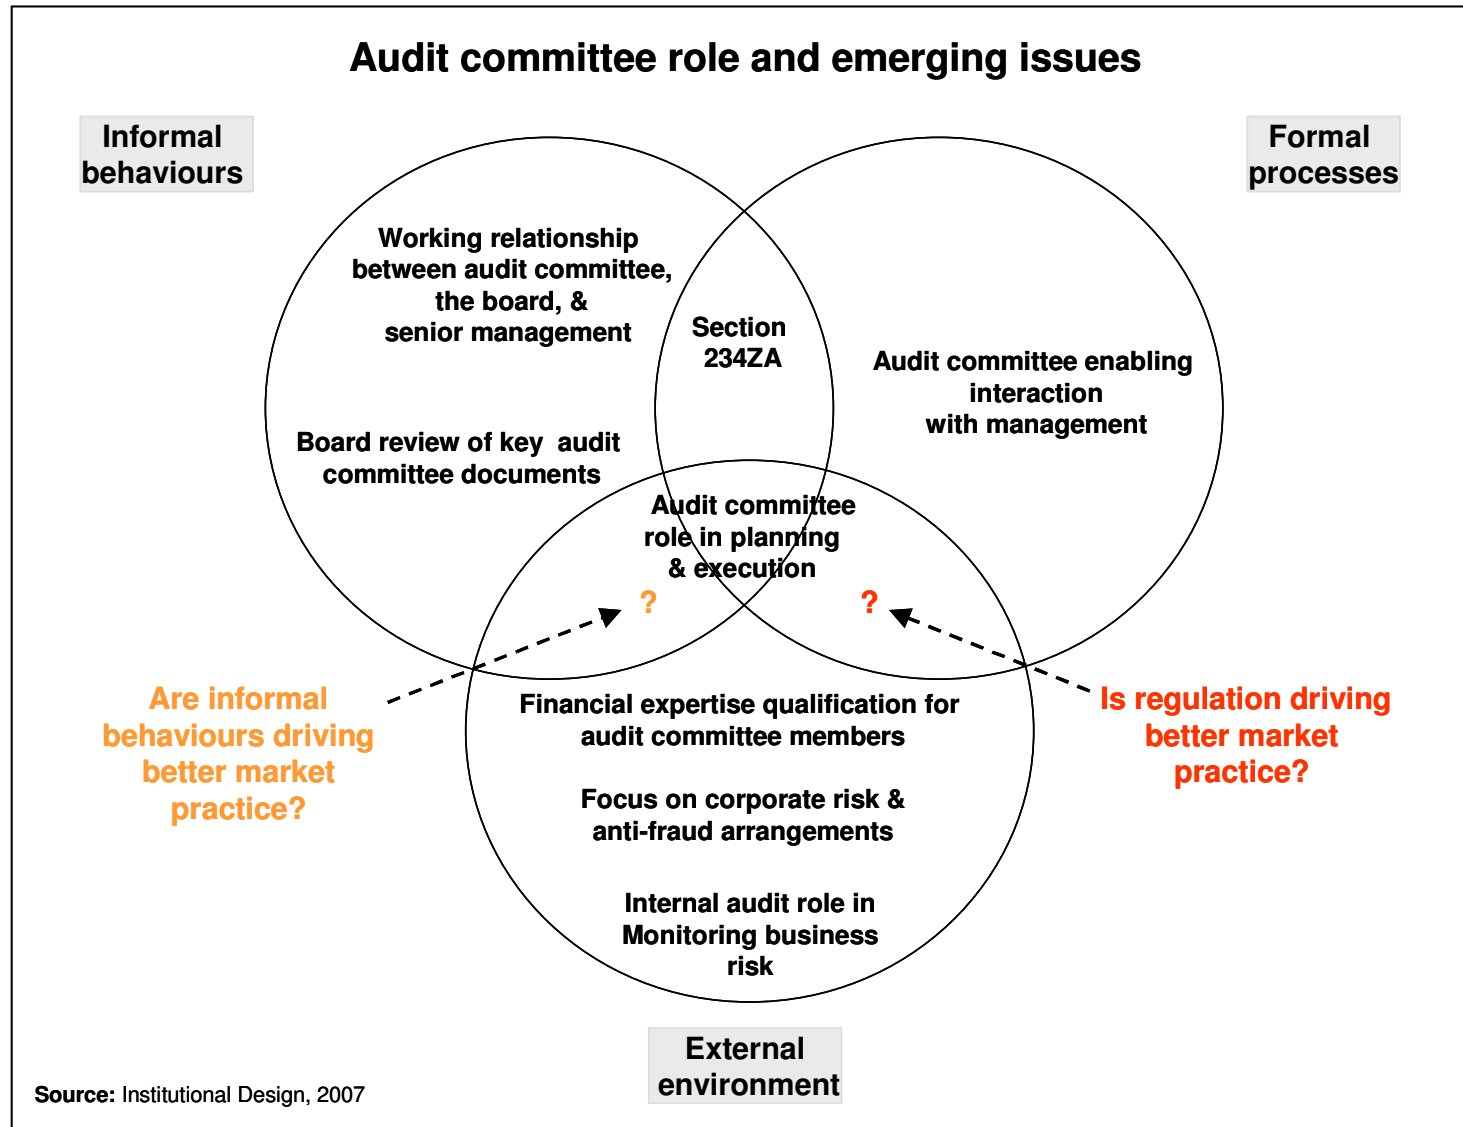 Audit committee role and emerging issues
Informal
behaviours
Formal
processes
Working relationship
between audit committee,
the board, &
senior management
Section
234ZA
Audit committee enabling
interaction
with management
Board review of key audit
committee documents
Audit committee
role in planning
& execution
?
?
Are informal
behaviours driving
better market
practice?
Is regulation driving
better market
practice?
Financial expertise qualification for
audit committee members
Focus on corporate risk &
anti-fraud arrangements
Internal audit role in
Monitoring business
risk
External
environment
Source: Institutional Design, 2007